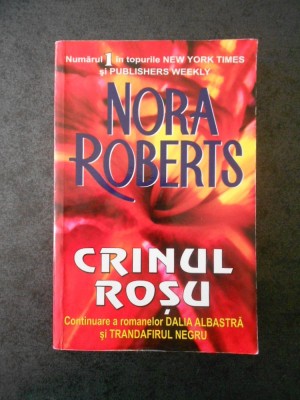 Numărul 1 în topurile NEW YORK TIMES
și PUBLISHERS WEEKLY
NORA
ROBERTS
CRINUL
ROȘU
Continuare a romanelor DALIA ALBASTRĂ
și TRANDAFIRUL NEGRU